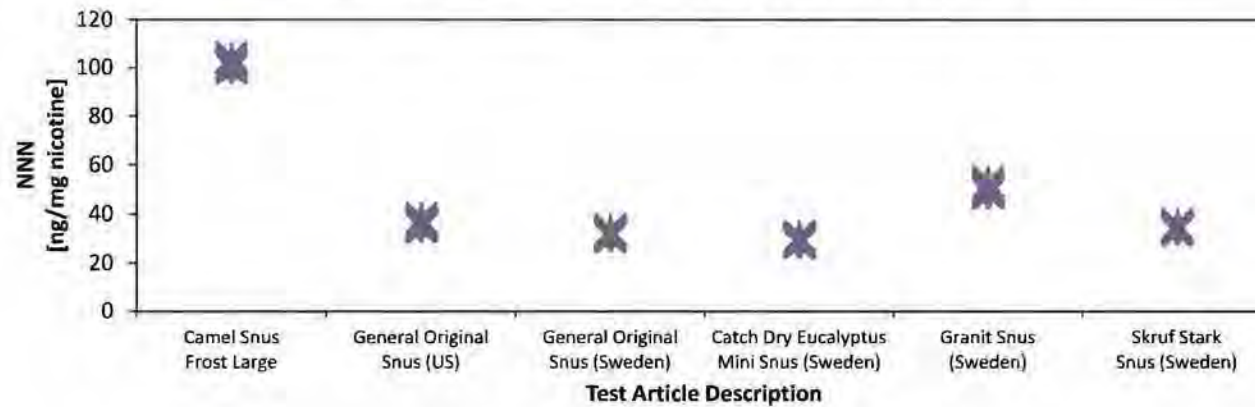 120
100
80
60
40
20
0
NNN
[ng/mg nicotine]
Camel Snus
Frost Large
General Original
Snus (US)
General Original
Snus (Sweden)
Catch Dry Eucalyptus
Mini Snus (Sweden)
Granit Snus
(Sweden)
Skruf Stark
Snus (Sweden)
Test Article Description